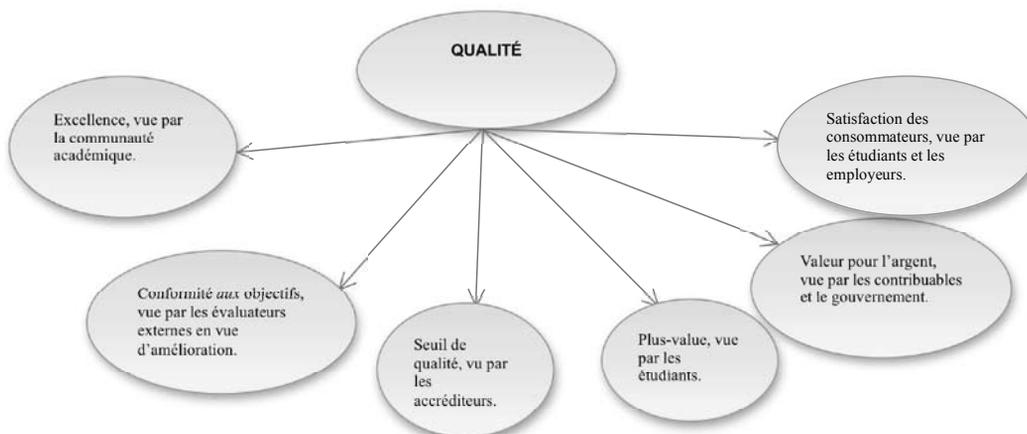 QUALITÉ
Excellence, vue par
la communauté
académique.
Satisfaction des
consommateurs, vue par
les étudiants et les
employeurs.
Conformité aux objectifs,
vue par les évaluateurs
externes en vue
d’amélioration.
Seuil de
qualité, vu par
les
accréditeurs.
Plus-value, vue
par les
étudiants.
Valeur pour l’argent,
vue par les contribuables
et le gouvernement.